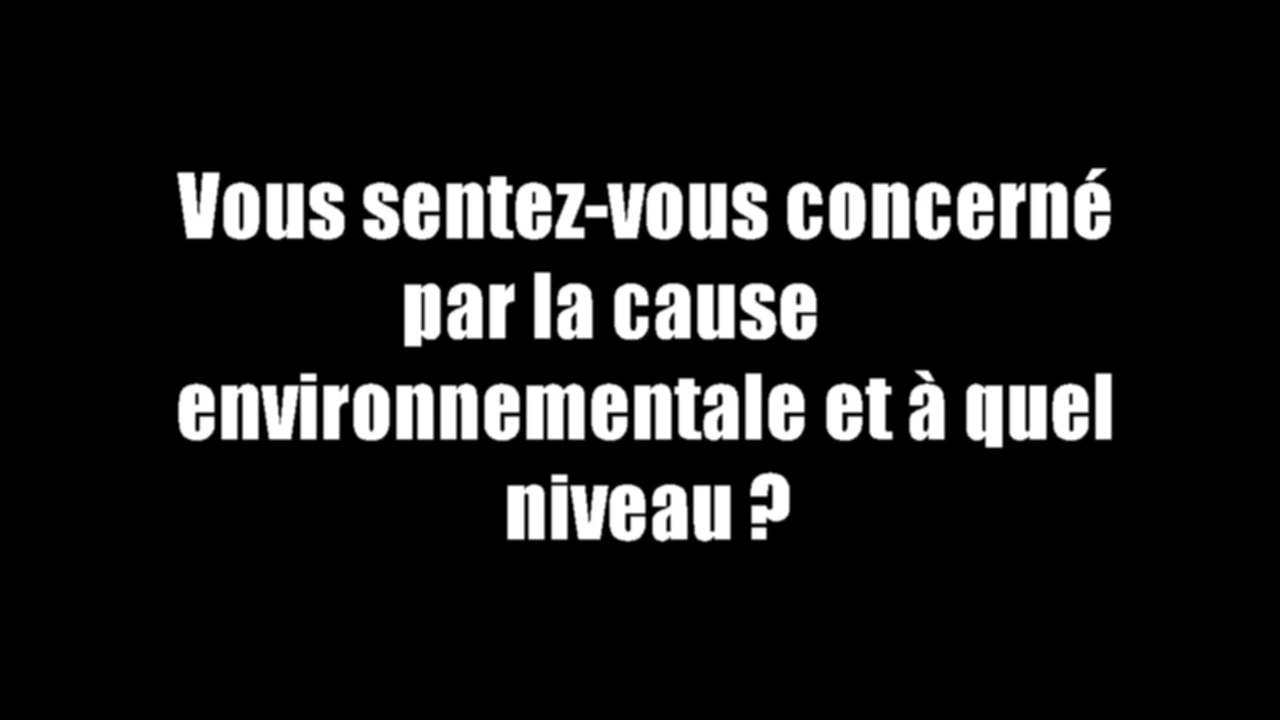 Vous sentez-vous concerné
par la cause
environnementale et à quel
niveau ?